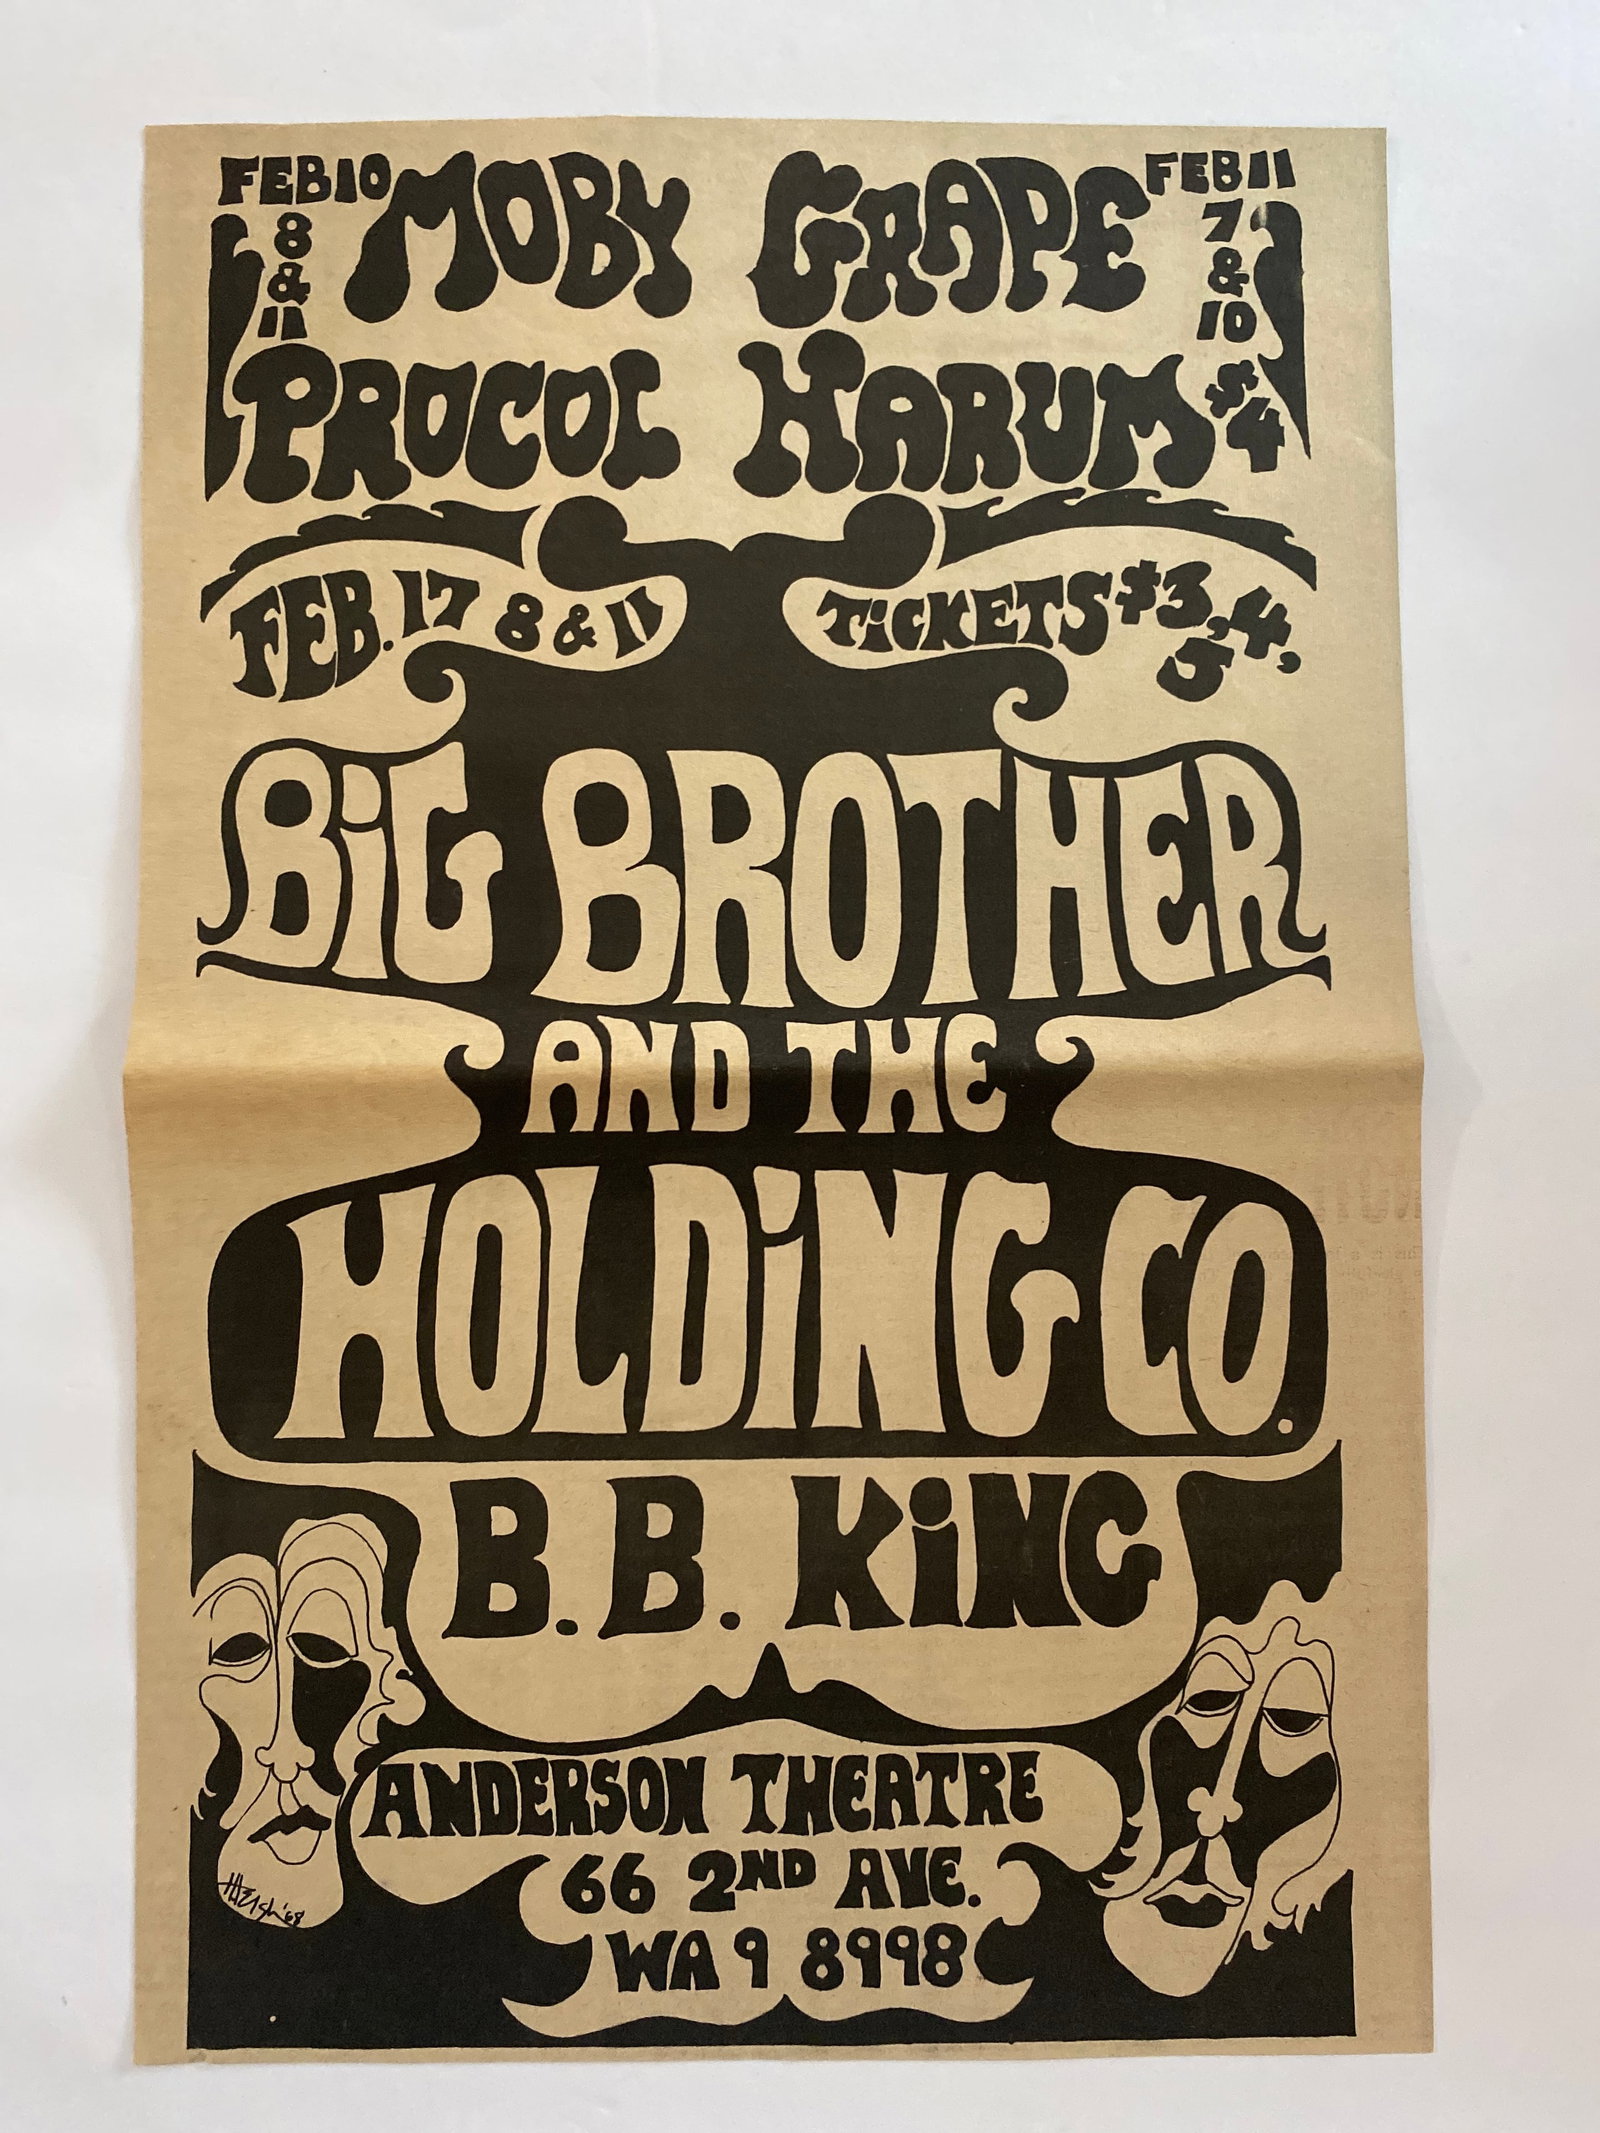 FEB 10 MOBY GRAPE FEB 11
8 & 11
7 & 10
PROCOL HARUM $4
FEB. 17 8 & 11 TiCKETS $3, 4, 5
BiG BROTHER
AND THE
HOLDiNG CO.
B.B. KiNG
ANDERSON THEATRE
66 2ND AVE.
WA 9 8998